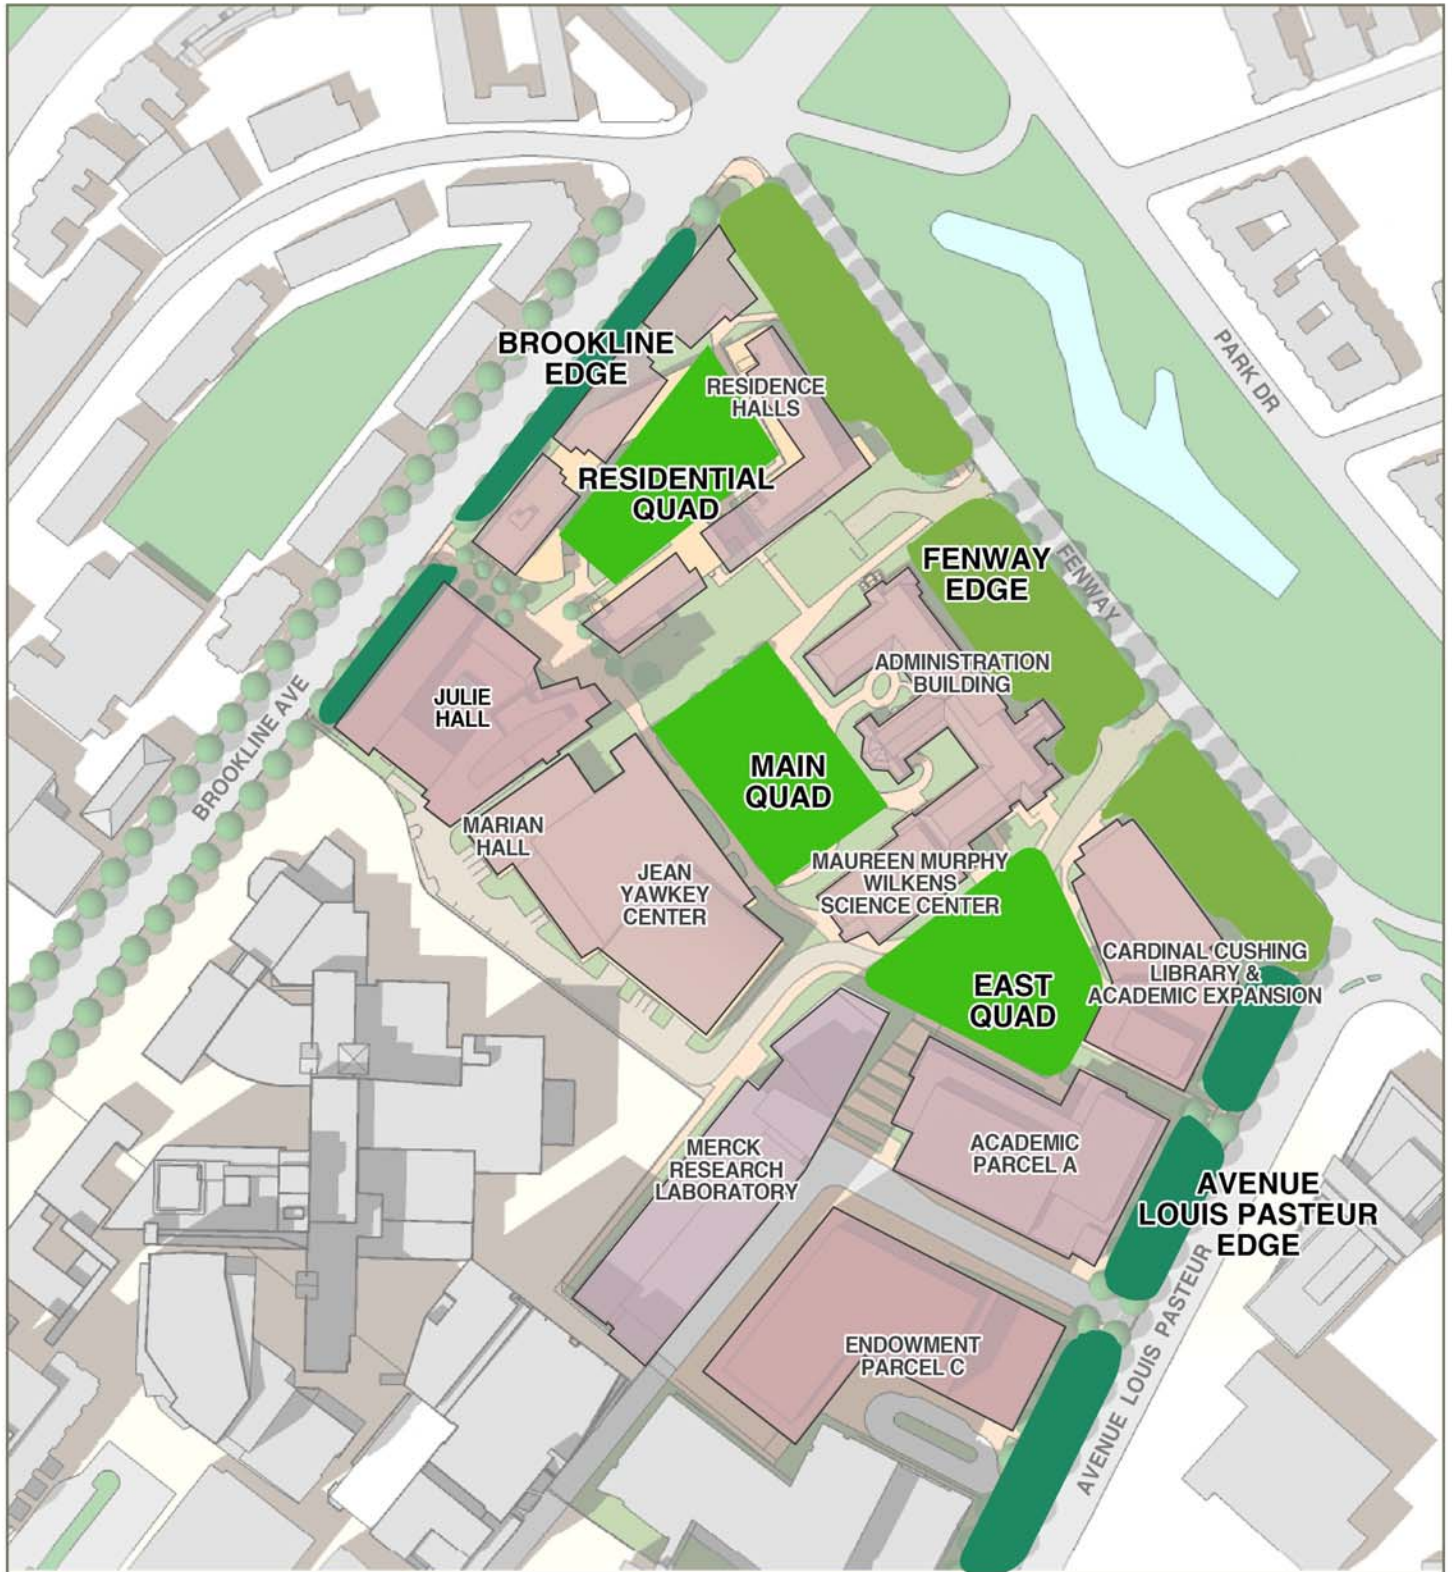 BROOKLINE
EDGE
PARK DR
RESIDENCE
HALLS
RESIDENTIAL
QUAD
FENWAY
EDGE
FENWAY
ADMINISTRATION
BUILDING
JULIE
HALL
BROOKLINE AVE
MAIN
QUAD
MARIAN
HALL
JEAN
YAWKEY
CENTER
MAUREEN MURPHY
WILKENS
SCIENCE CENTER
CARDINAL CUSHING
LIBRARY &
ACADEMIC EXPANSION
EAST
QUAD
MERCK
RESEARCH
LABORATORY
ACADEMIC
PARCEL A
AVENUE
LOUIS PASTEUR
EDGE
ENDOWMENT
PARCEL C
AVENUE LOUIS PASTEUR